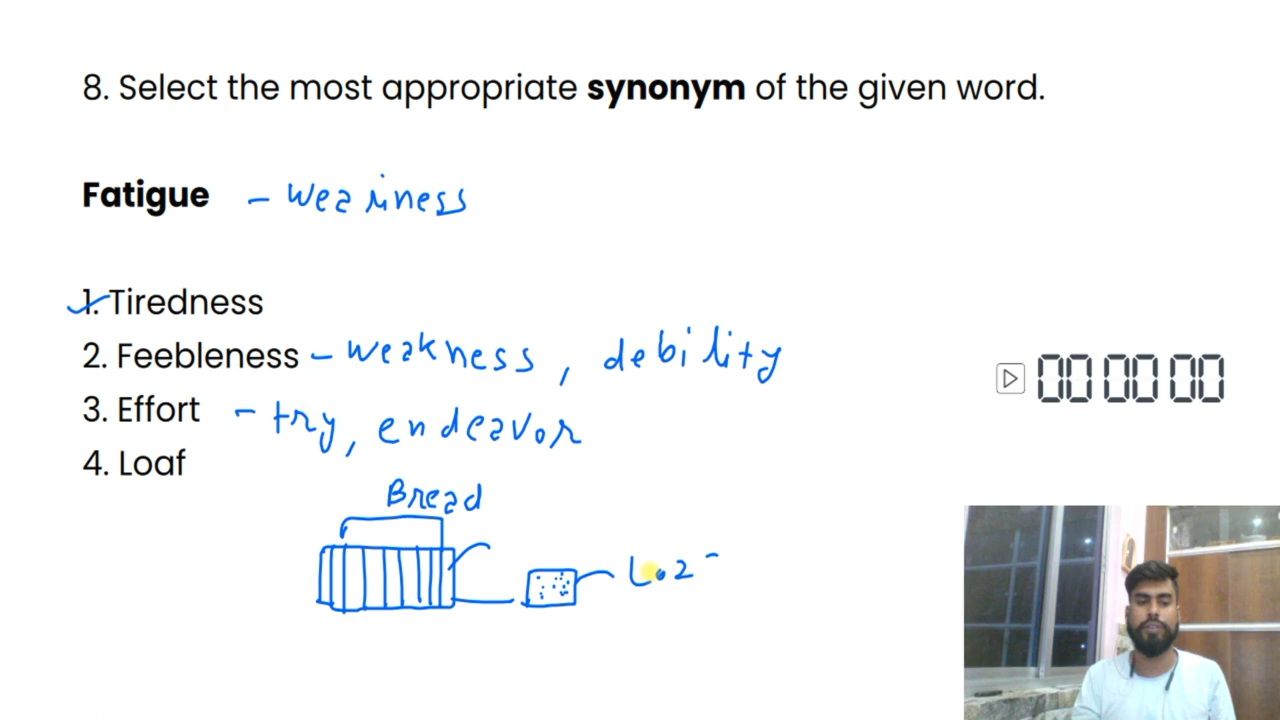 8. Select the most appropriate synonym of the given word.
Fatigue - weariness
1. Tiredness
2. Feebleness - weakness, debility
3. Effort - try, endeavor
4. Loaf
Bread
Loa
00 00 00